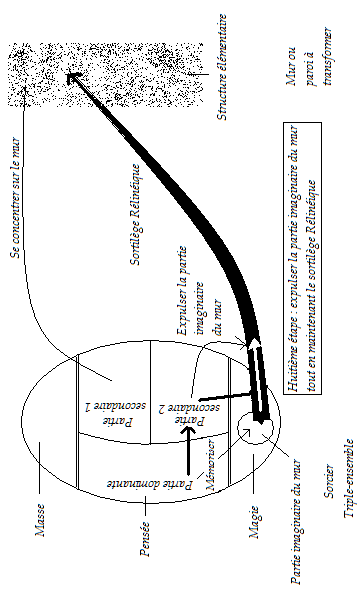 Structure élémentaire
Mur ou
paroi à
transformer
Se concentrer sur le mur
Sortilège Rélinéique
Expulser la partie
imaginaire
du mur
Huitième étape : expulser la partie imaginaire du mur
tout en maintenant le sortilège Rélinéique
Partie
secondaire 1
Partie
secondaire 2
Partie dominante
Mémoriser
Masse
Pensée
Magie
Partie imaginaire du mur
Sorcier
Triple-ensemble